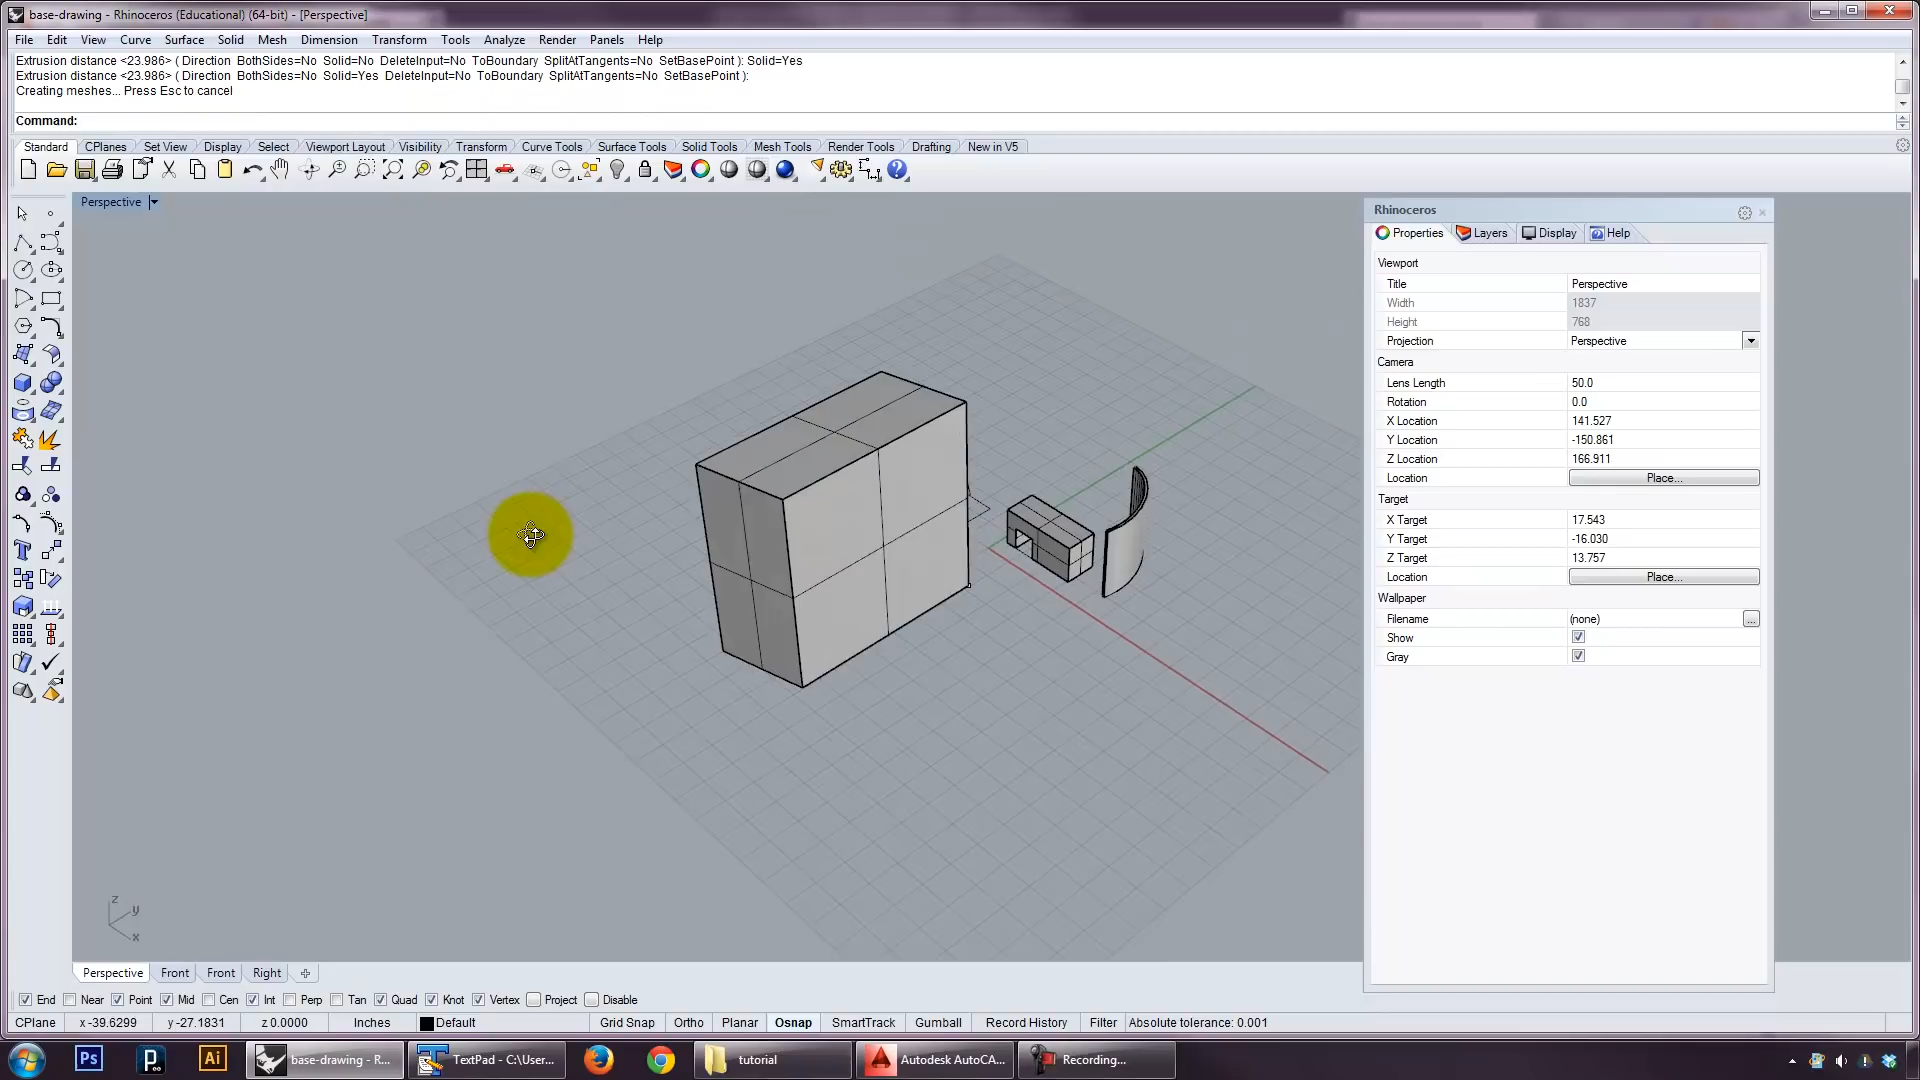 base-drawing - Rhinoceros (Educational) (64-bit) - [Perspective]
File Edit View Curve Surface Solid Mesh Dimension Transform Tools Analyze Render Panels Help
Extrusion distance <23.986> ( Direction BothSides=No Solid=No DeleteInput=No ToBoundary SplitAtTangents=No SetBasePoint ): Solid=Yes
Extrusion distance <23.986> ( Direction BothSides=No Solid=Yes DeleteInput=No ToBoundary SplitAtTangents=No SetBasePoint ):
Creating meshes... Press Esc to cancel
Command:
Standard CPlanes Set View Display Select Viewport Layout Visibility Transform Curve Tools Surface Tools Solid Tools Mesh Tools Render Tools Drafting New in V5
Perspective
Rhinoceros
Properties Layers Display Help
Viewport
Title Perspective
Width 1837
Height 768
Projection Perspective
Camera
Lens Length 50.0
Rotation 0.0
X Location 141.527
Y Location -150.861
Z Location 166.911
Location Place...
Target
X Target 17.543
Y Target -16.030
Z Target 13.757
Location Place...
Wallpaper
Filename (none) ...
Show
Gray
z
y
x
Perspective Front Front Right
End Near Point Mid Cen Int Perp Tan Quad Knot Vertex Project Disable
CPlane x -39.6299 y -27.1831 z 0.0000 Inches Default Grid Snap Ortho Planar Osnap SmartTrack Gumball Record History Filter Absolute tolerance: 0.001
Ps p Ai base-drawing - R... TextPad - C:\User... tutorial Autodesk AutoCA... Recording...